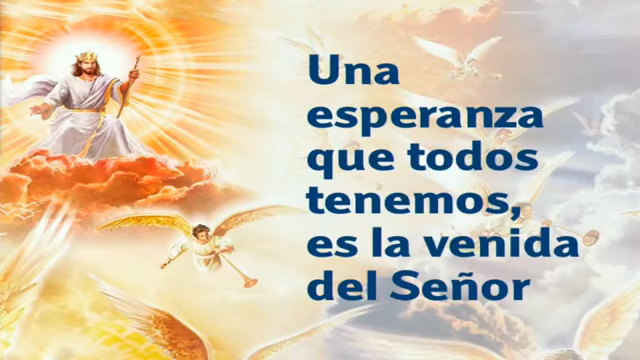 Una
esperanza
que todos
tenemos,
es la venida
del Señor